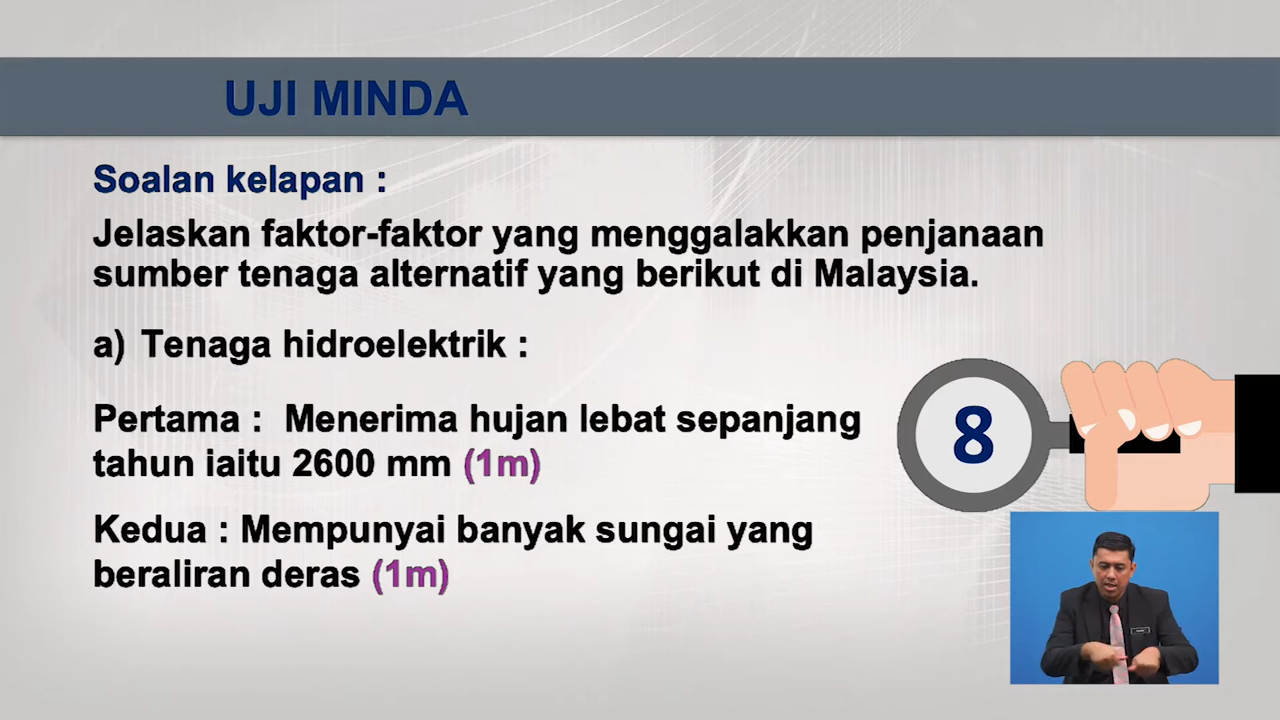 UJI MINDA
Soalan kelapan :
Jelaskan faktor-faktor yang menggalakkan penjanaan
sumber tenaga alternatif yang berikut di Malaysia.
a) Tenaga hidroelektrik :
Pertama : Menerima hujan lebat sepanjang
tahun iaitu 2600 mm (1m)
8
Kedua : Mempunyai banyak sungai yang
beraliran deras (1m)